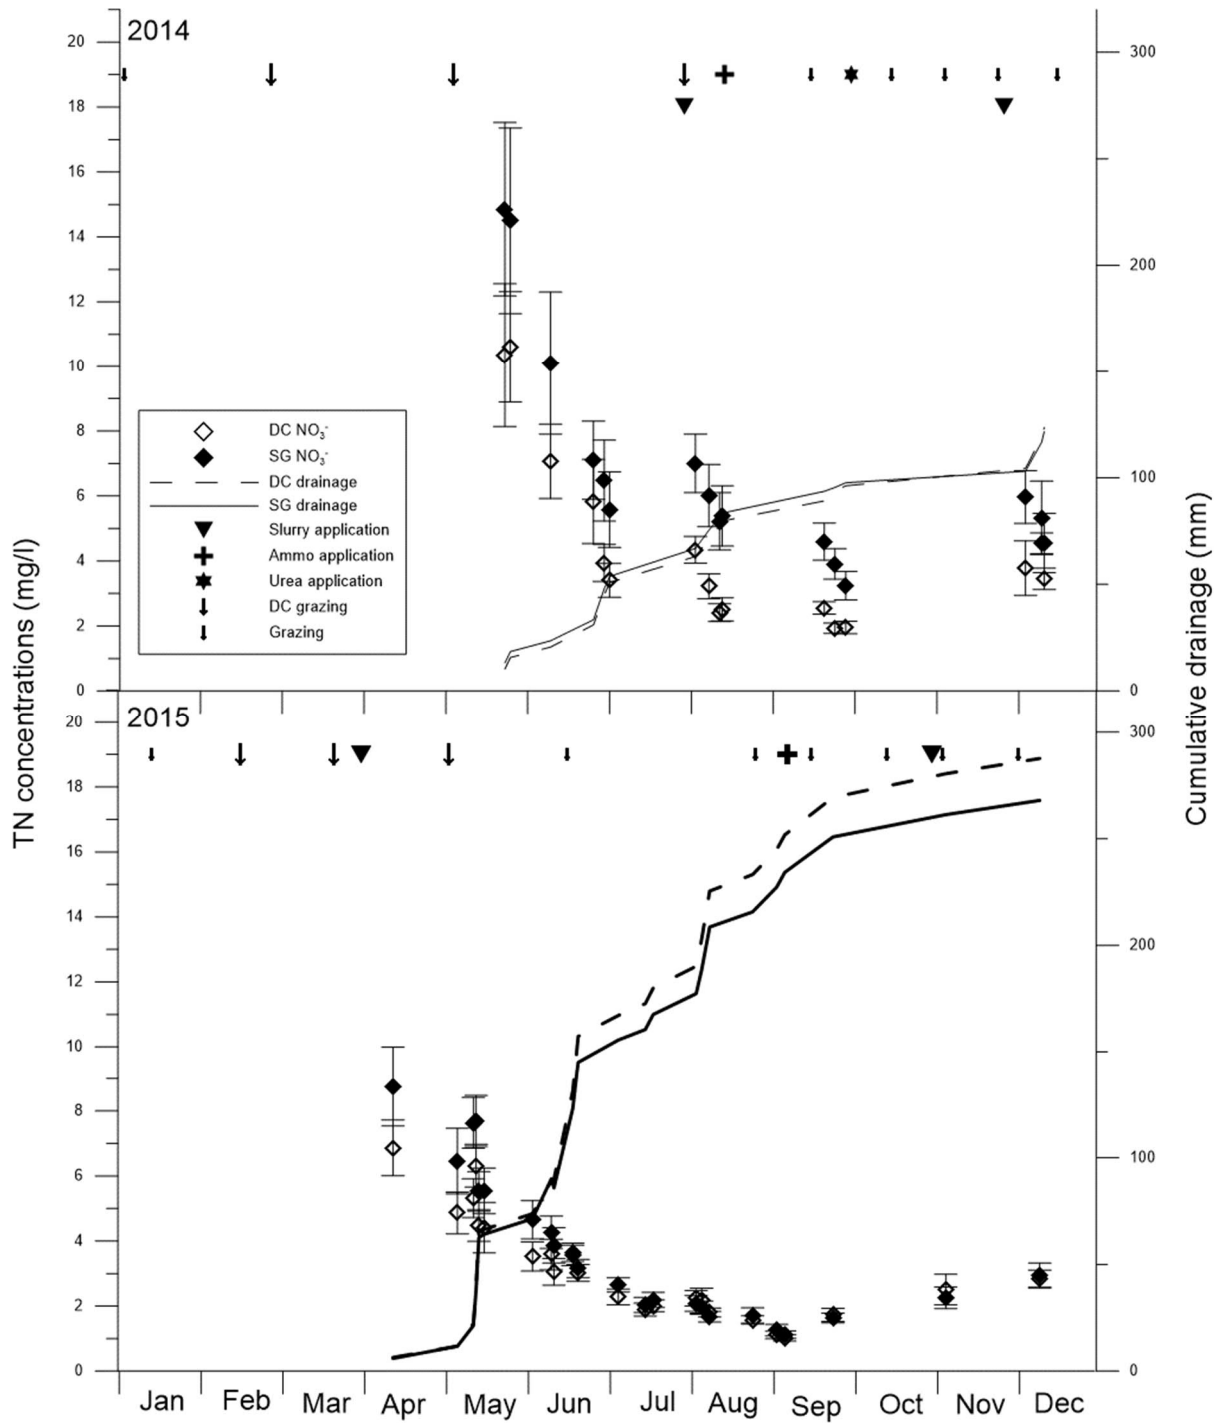 2014
20
18
16
14
12
10
8
6
4
2
0
300
200
100
0
DC NO₃⁻
SG NO₃⁻
DC drainage
SG drainage
Slurry application
Ammo application
Urea application
DC grazing
Grazing
TN concentrations (mg/l)
Cumulative drainage (mm)
2015
20
18
16
14
12
10
8
6
4
2
0
300
200
100
0
Jan Feb Mar Apr May Jun Jul Aug Sep Oct Nov Dec